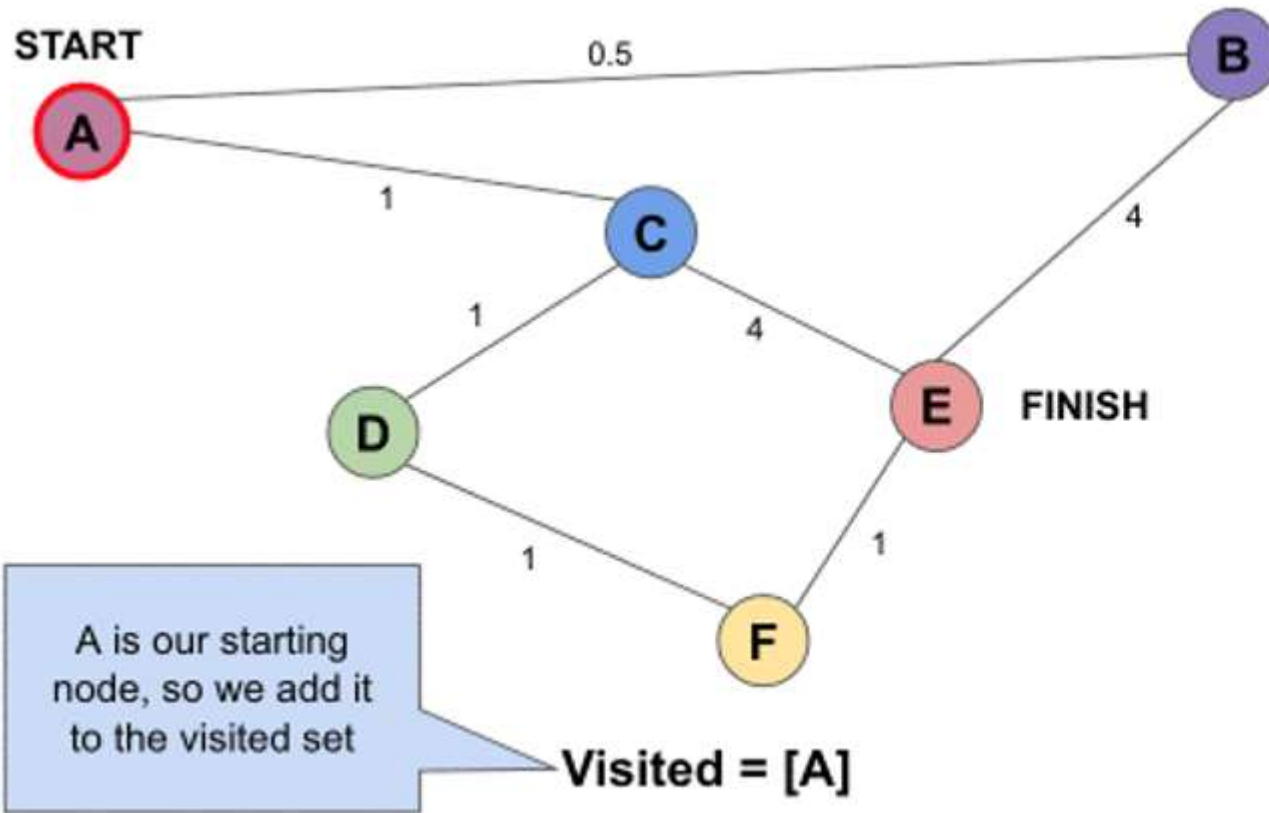 START
0.5
B
A
1
C
4
1
4
E
FINISH
D
1
1
F
A is our starting
node, so we add it
to the visited set
Visited = [A]